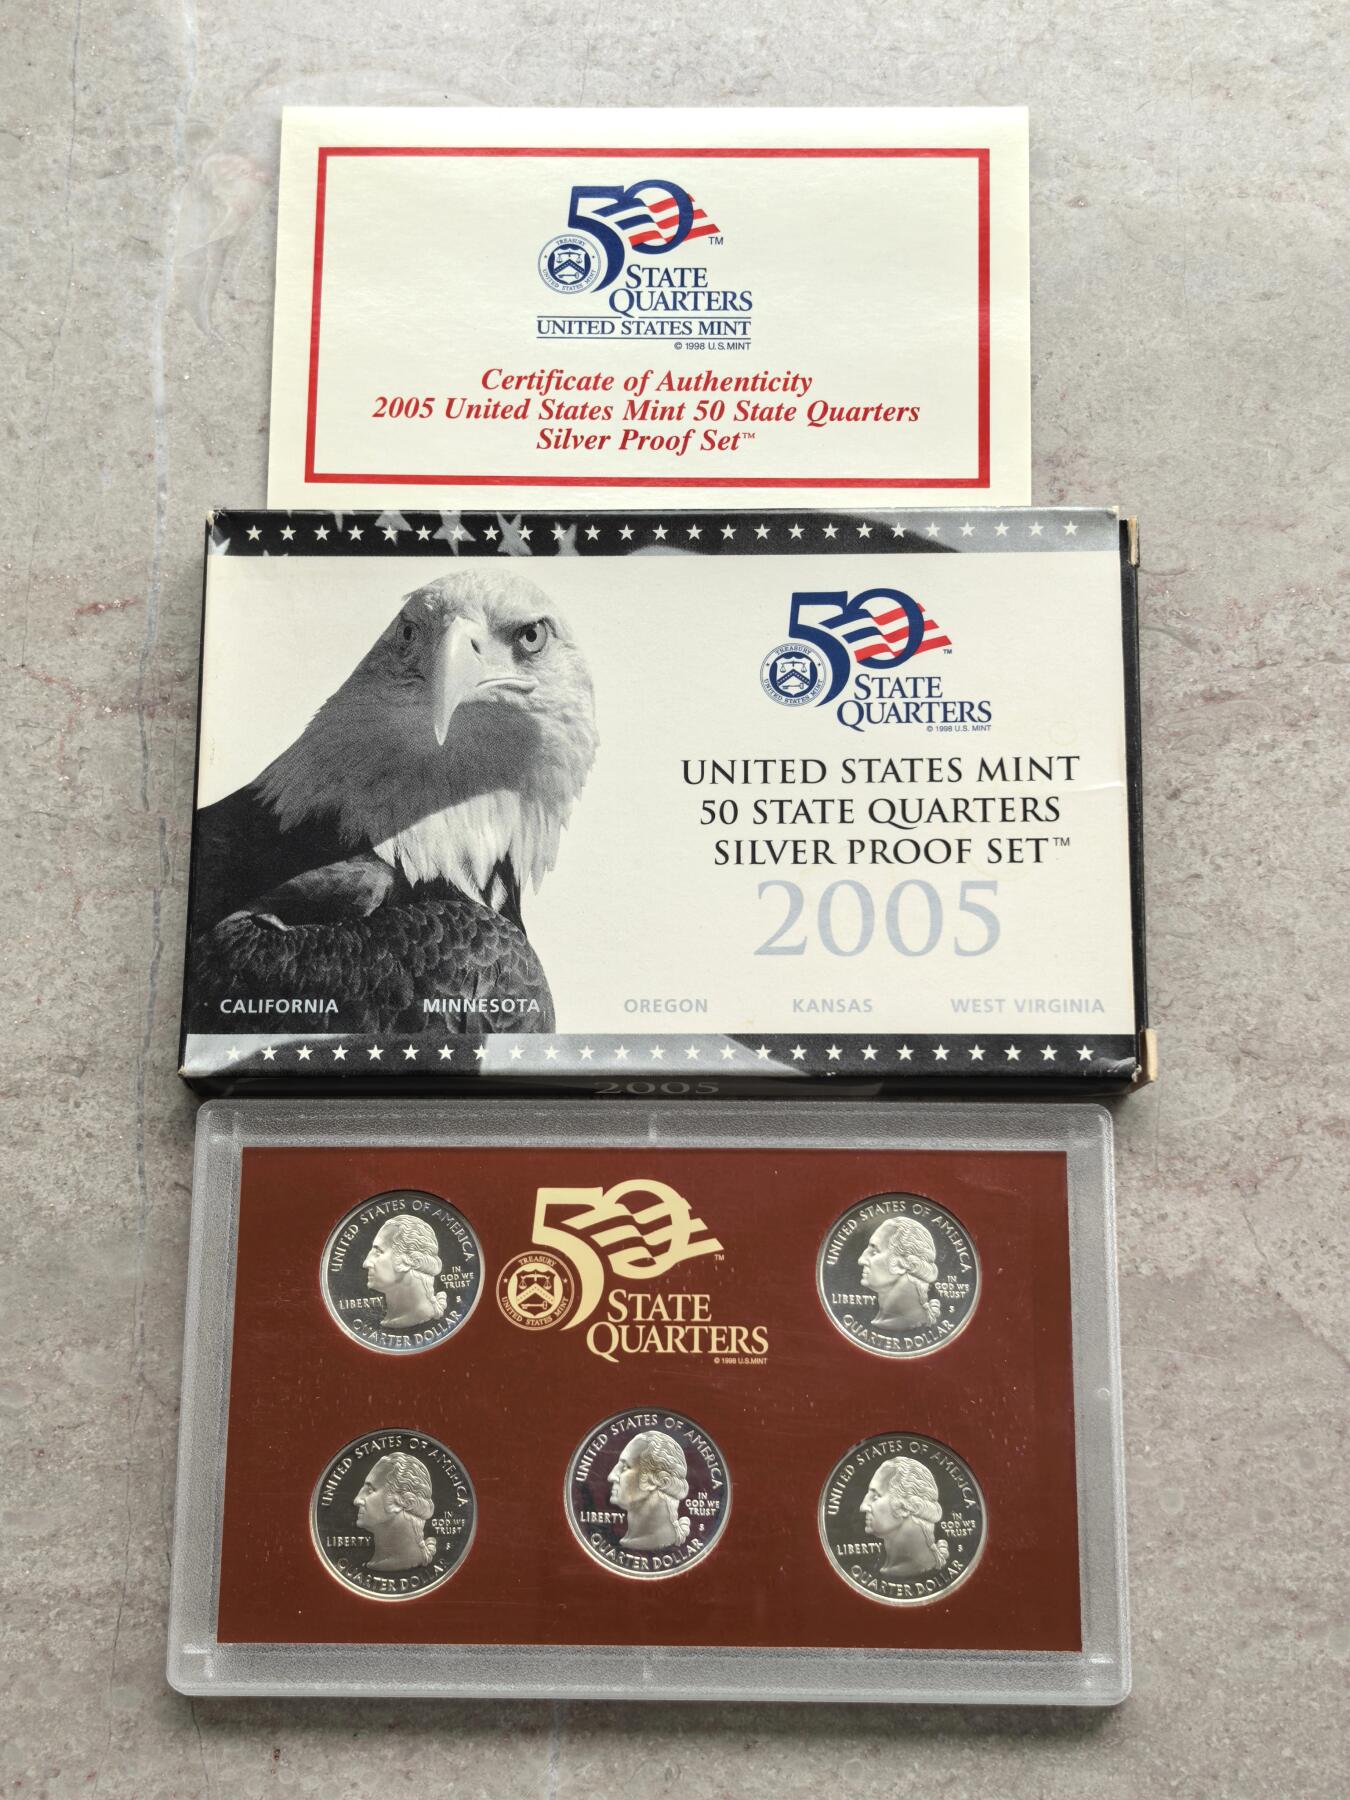 50 TM
TREASURY
UNITED STATES MINT
STATE
QUARTERS
UNITED STATES MINT
© 1998 U.S. MINT
Certificate of Authenticity
2005 United States Mint 50 State Quarters
Silver Proof Set™
50 TM
TREASURY
UNITED STATES MINT
STATE
QUARTERS
© 1998 U.S. MINT
UNITED STATES MINT
50 STATE QUARTERS
SILVER PROOF SET™
2005
CALIFORNIA MINNESOTA OREGON KANSAS WEST VIRGINIA
2005
50 TM
TREASURY
UNITED STATES MINT
STATE
QUARTERS
© 1998 U.S. MINT
UNITED STATES OF AMERICA
IN
GOD WE
TRUST
LIBERTY
S
QUARTER DOLLAR
UNITED STATES OF AMERICA
IN
GOD WE
TRUST
LIBERTY
S
QUARTER DOLLAR
UNITED STATES OF AMERICA
IN
GOD WE
TRUST
LIBERTY
S
QUARTER DOLLAR
UNITED STATES OF AMERICA
IN
GOD WE
TRUST
LIBERTY
S
QUARTER DOLLAR
UNITED STATES OF AMERICA
IN
GOD WE
TRUST
LIBERTY
S
QUARTER DOLLAR